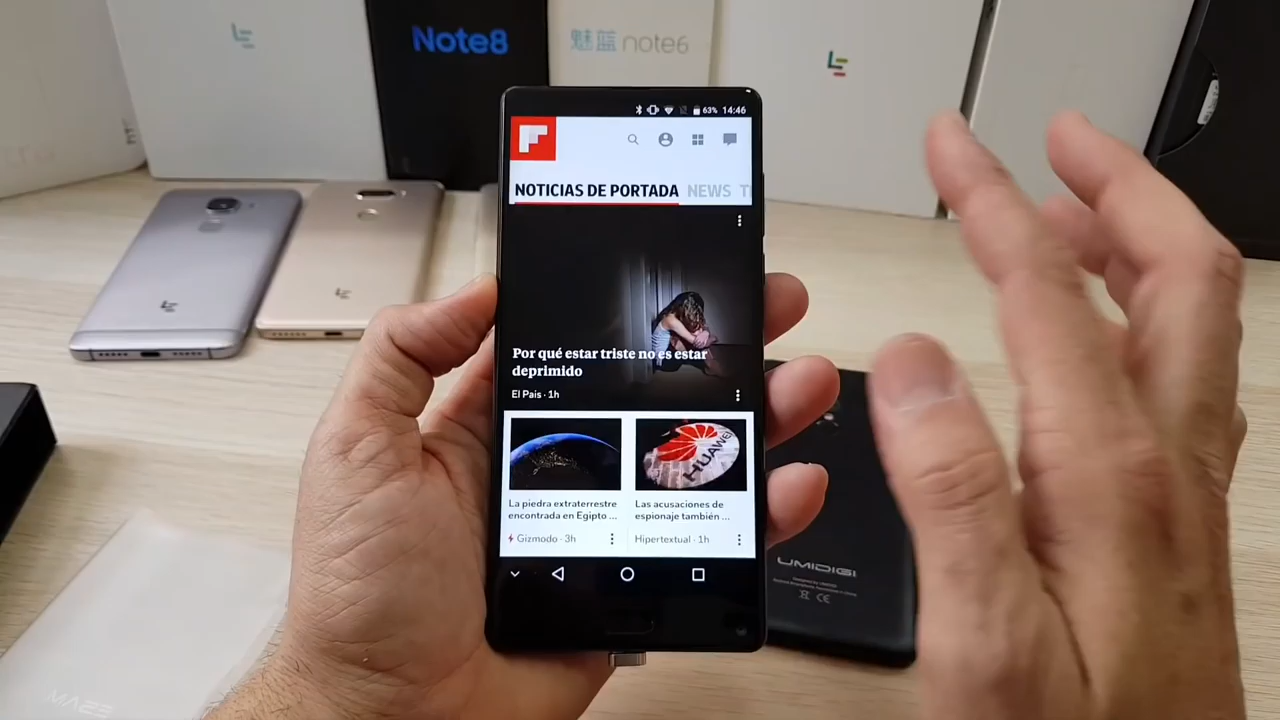 Note8
魅蓝 note6
63% 14:46
NOTICIAS DE PORTADA NEWS
Por qué estar triste no es estar
deprimido
El Pais · 1h
HUAWEI
La piedra extraterrestre
encontrada en Egipto ...
Gizmodo · 3h
Las acusaciones de
espionaje también ...
Hipertextual · 1h
UMIDIGI
MAZE